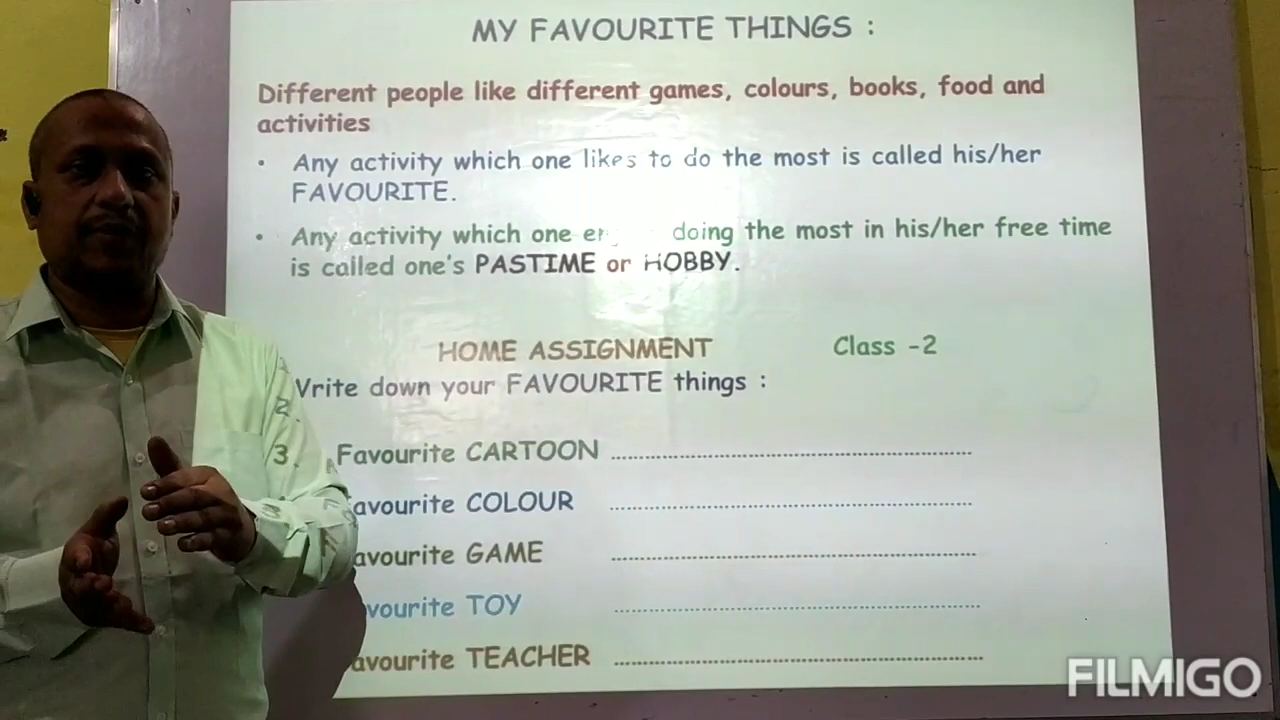 MY FAVOURITE THINGS :
Different people like different games, colours, books, food and
activities
• Any activity which one likes to do the most is called his/her
FAVOURITE.
• Any activity which one doing the most in his/her free time
is called one's PASTIME or HOBBY.
HOME ASSIGNMENT Class -2
Write down your FAVOURITE things :
2.
3.
Favourite CARTOON ..........
avourite COLOUR ..........
avourite GAME ..........
vourite TOY ..........
avourite TEACHER ..........
FILMIGO